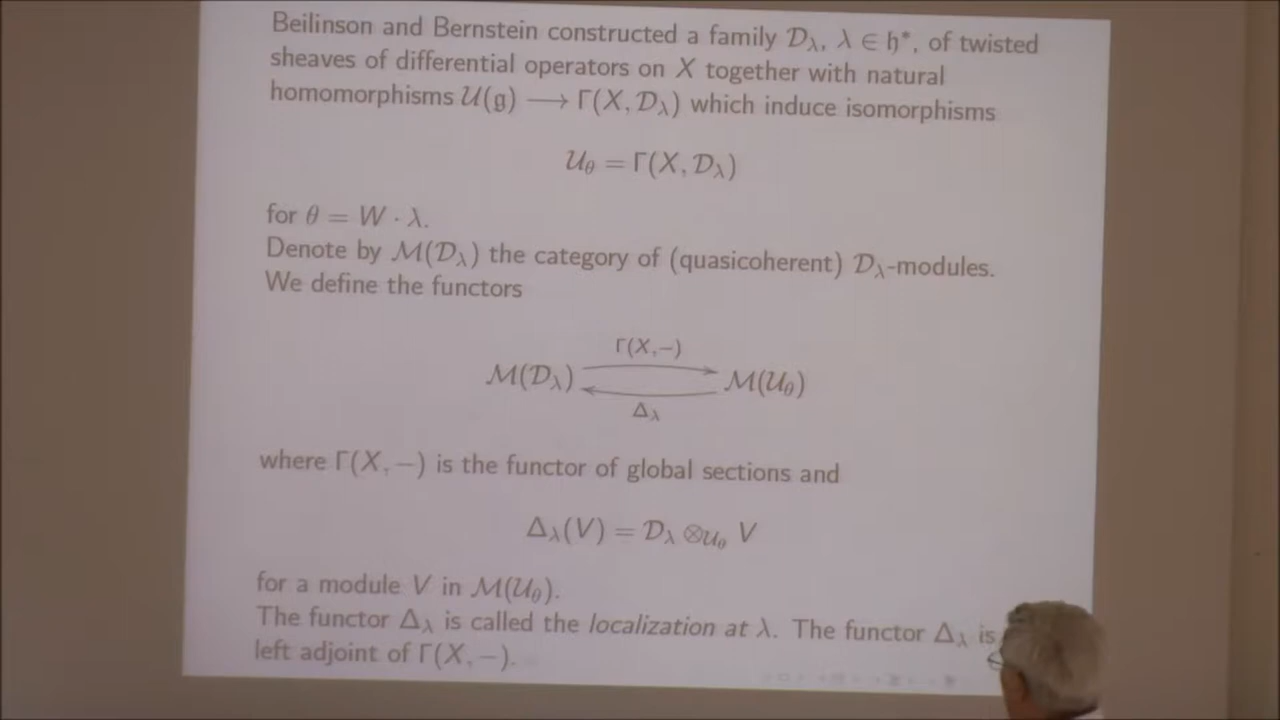 Beilinson and Bernstein constructed a family 𝒟_λ, λ ∈ 𝔥*, of twisted
sheaves of differential operators on X together with natural
homomorphisms 𝒰(𝔤) ⟶ Γ(X, 𝒟_λ) which induce isomorphisms
𝒰_θ = Γ(X, 𝒟_λ)
for θ = W · λ.
Denote by ℳ(𝒟_λ) the category of (quasicoherent) 𝒟_λ-modules.
We define the functors
Γ(X,−)
ℳ(𝒟_λ) ⇄ ℳ(𝒰_θ)
Δ_λ
where Γ(X, −) is the functor of global sections and
Δ_λ(V) = 𝒟_λ ⊗_{𝒰_θ} V
for a module V in ℳ(𝒰_θ).
The functor Δ_λ is called the localization at λ. The functor Δ_λ is
left adjoint of Γ(X, −).